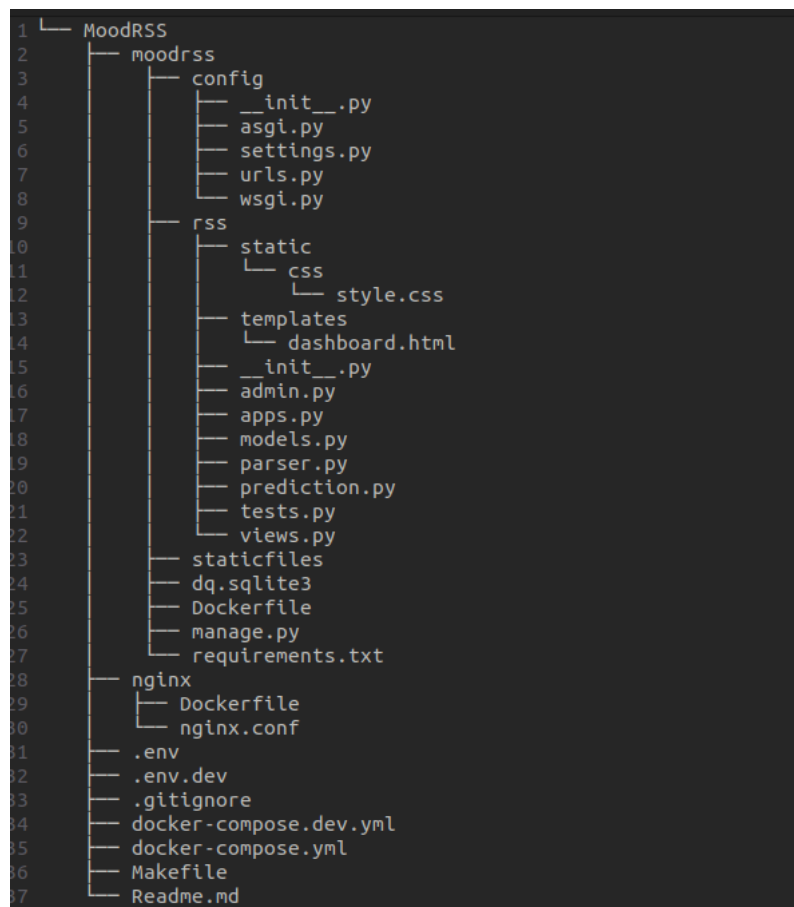 1 └── MoodRSS
2     ├── moodrss
3     │    ├── config
4     │    │   ├── __init__.py
5     │    │   ├── asgi.py
6     │    │   ├── settings.py
7     │    │   ├── urls.py
8     │    │   └── wsgi.py
9     │    ├── rss
10    │    │   ├── static
11    │    │   │   └── css
12    │    │   │       └── style.css
13    │    │   ├── templates
14    │    │   │   └── dashboard.html
15    │    │   ├── __init__.py
16    │    │   ├── admin.py
17    │    │   ├── apps.py
18    │    │   ├── models.py
19    │    │   ├── parser.py
20    │    │   ├── prediction.py
21    │    │   ├── tests.py
22    │    │   └── views.py
23    │    ├── staticfiles
24    │    ├── dq.sqlite3
25    │    ├── Dockerfile
26    │    ├── manage.py
27    │    └── requirements.txt
28    ├── nginx
29    │   ├── Dockerfile
30    │   └── nginx.conf
31    ├── .env
32    ├── .env.dev
33    ├── .gitignore
34    ├── docker-compose.dev.yml
35    ├── docker-compose.yml
36    ├── Makefile
37    └── Readme.md